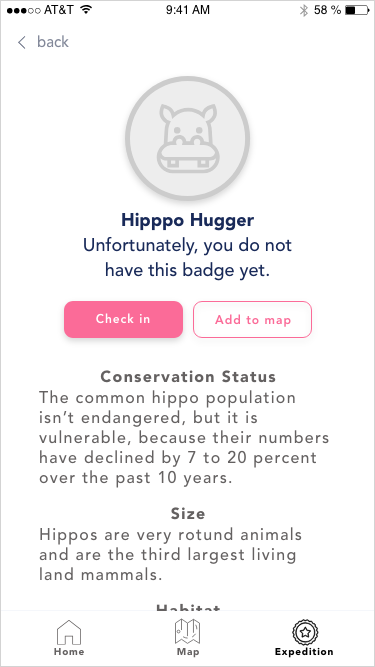 AT&T 9:41 AM 58 %
back
Hipppo Hugger
Unfortunately, you do not
have this badge yet.
Check in Add to map
Conservation Status
The common hippo population
isn’t endangered, but it is
vulnerable, because their numbers
have declined by 7 to 20 percent
over the past 10 years.
Size
Hippos are very rotund animals
and are the third largest living
land mammals.
Habitat
Home Map Expedition